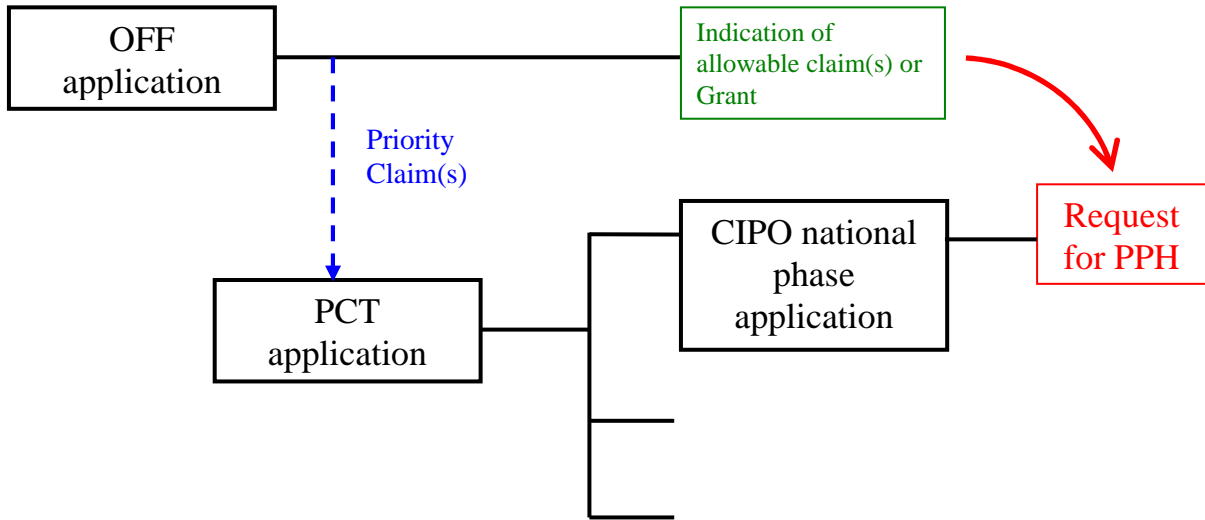 OFF
application
Indication of
allowable claim(s) or
Grant
Priority
Claim(s)
CIPO national
phase
application
Request
for PPH
PCT
application